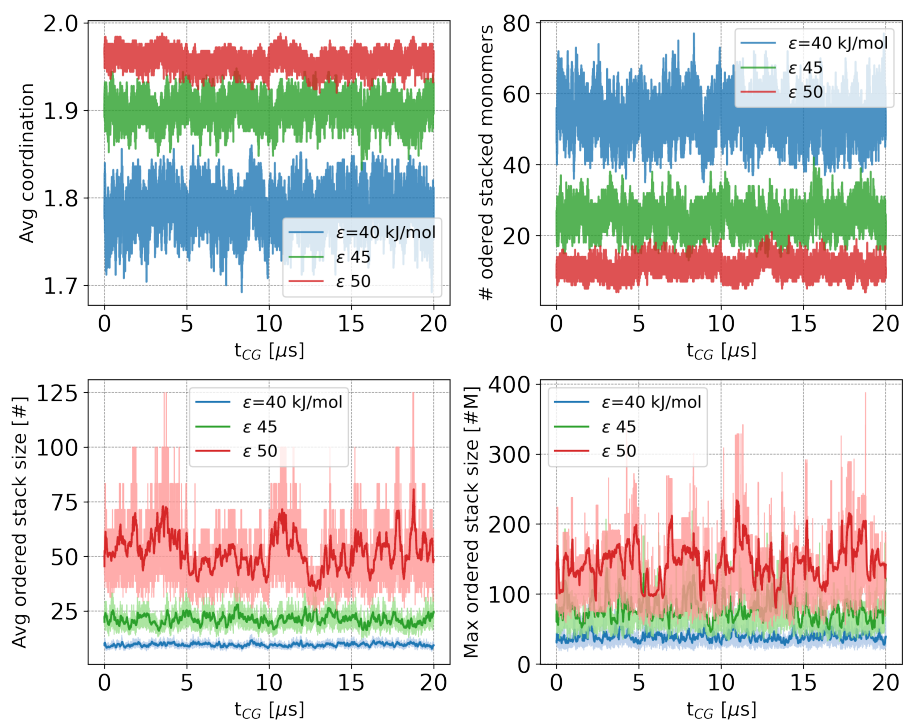 2.0
1.9
1.8
1.7
Avg coordination
ε=40 kJ/mol
ε 45
ε 50
0 5 10 15 20
t_CG [μs]
80
60
40
20
# odered stacked monomers
ε=40 kJ/mol
ε 45
ε 50
0 5 10 15 20
t_CG [μs]
125
100
75
50
25
Avg ordered stack size [#]
ε=40 kJ/mol
ε 45
ε 50
0 5 10 15 20
t_CG [μs]
400
300
200
100
0
Max ordered stack size [#M]
ε=40 kJ/mol
ε 45
ε 50
0 5 10 15 20
t_CG [μs]